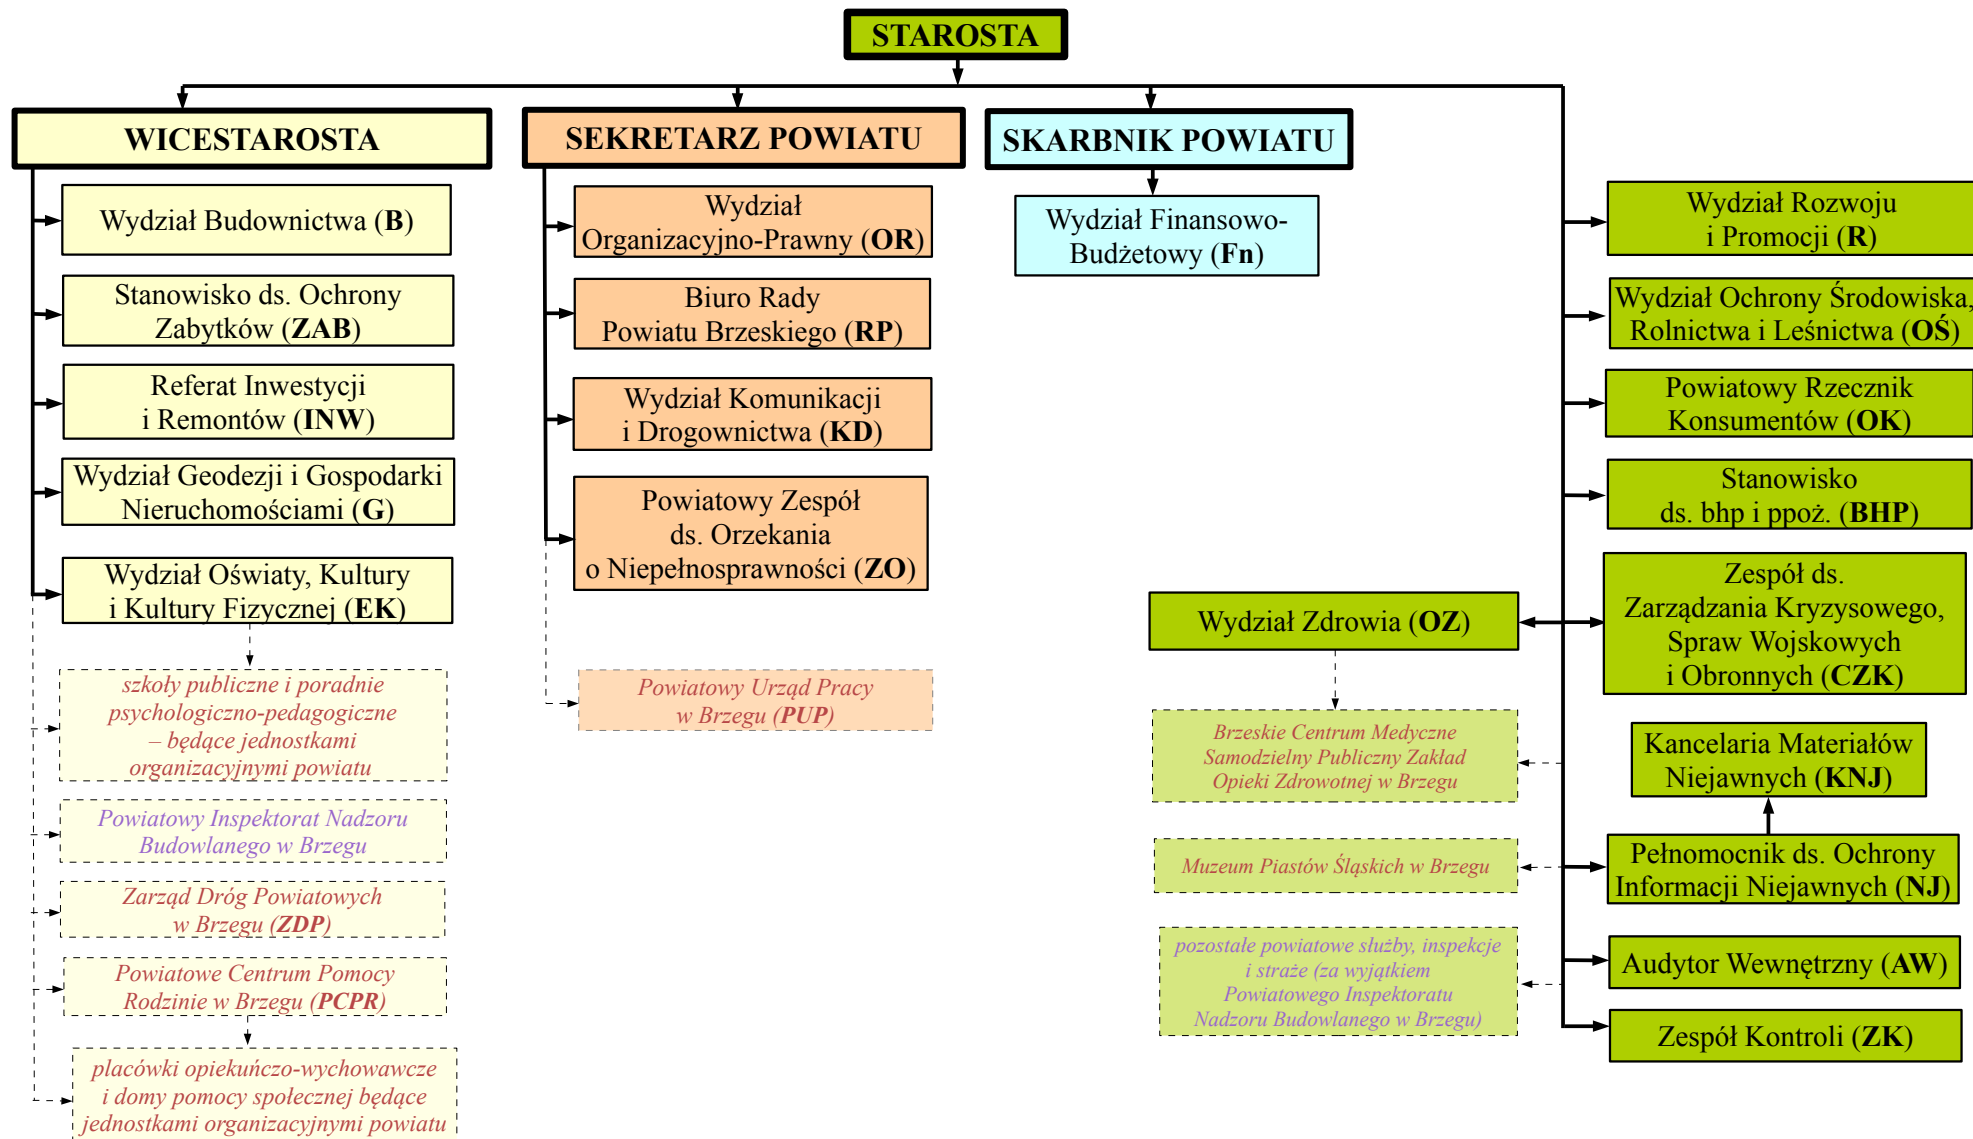 STAROSTA
WICESTAROSTA
SEKRETARZ POWIATU
SKARBNIK POWIATU
Wydział Budownictwa (B)
Stanowisko ds. Ochrony
Zabytków (ZAB)
Referat Inwestycji
i Remontów (INW)
Wydział Geodezji i Gospodarki
Nieruchomościami (G)
Wydział Oświaty, Kultury
i Kultury Fizycznej (EK)
szkoły publiczne i poradnie
psychologiczno-pedagogiczne
– będące jednostkami
organizacyjnymi powiatu
Powiatowy Inspektorat Nadzoru
Budowlanego w Brzegu
Zarząd Dróg Powiatowych
w Brzegu (ZDP)
Powiatowe Centrum Pomocy
Rodzinie w Brzegu (PCPR)
placówki opiekuńczo-wychowawcze
i domy pomocy społecznej będące
jednostkami organizacyjnymi powiatu
Wydział
Organizacyjno-Prawny (OR)
Biuro Rady
Powiatu Brzeskiego (RP)
Wydział Komunikacji
i Drogownictwa (KD)
Powiatowy Zespół
ds. Orzekania
o Niepełnosprawności (ZO)
Powiatowy Urząd Pracy
w Brzegu (PUP)
Wydział Finansowo-
Budżetowy (Fn)
Wydział Zdrowia (OZ)
Brzeskie Centrum Medyczne
Samodzielny Publiczny Zakład
Opieki Zdrowotnej w Brzegu
Muzeum Piastów Śląskich w Brzegu
pozostałe powiatowe służby, inspekcje
i straże (za wyjątkiem
Powiatowego Inspektoratu
Nadzoru Budowlanego w Brzegu)
Wydział Rozwoju
i Promocji (R)
Wydział Ochrony Środowiska,
Rolnictwa i Leśnictwa (OŚ)
Powiatowy Rzecznik
Konsumentów (OK)
Stanowisko
ds. bhp i ppoż. (BHP)
Zespół ds.
Zarządzania Kryzysowego,
Spraw Wojskowych
i Obronnych (CZK)
Kancelaria Materiałów
Niejawnych (KNJ)
Pełnomocnik ds. Ochrony
Informacji Niejawnych (NJ)
Audytor Wewnętrzny (AW)
Zespół Kontroli (ZK)